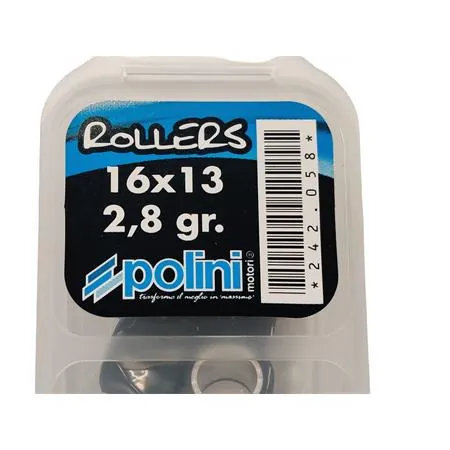 ROLLERS
16x13
2,8 gr.
polini
motori
trasforma il meglio in "massimo"
*242.058*